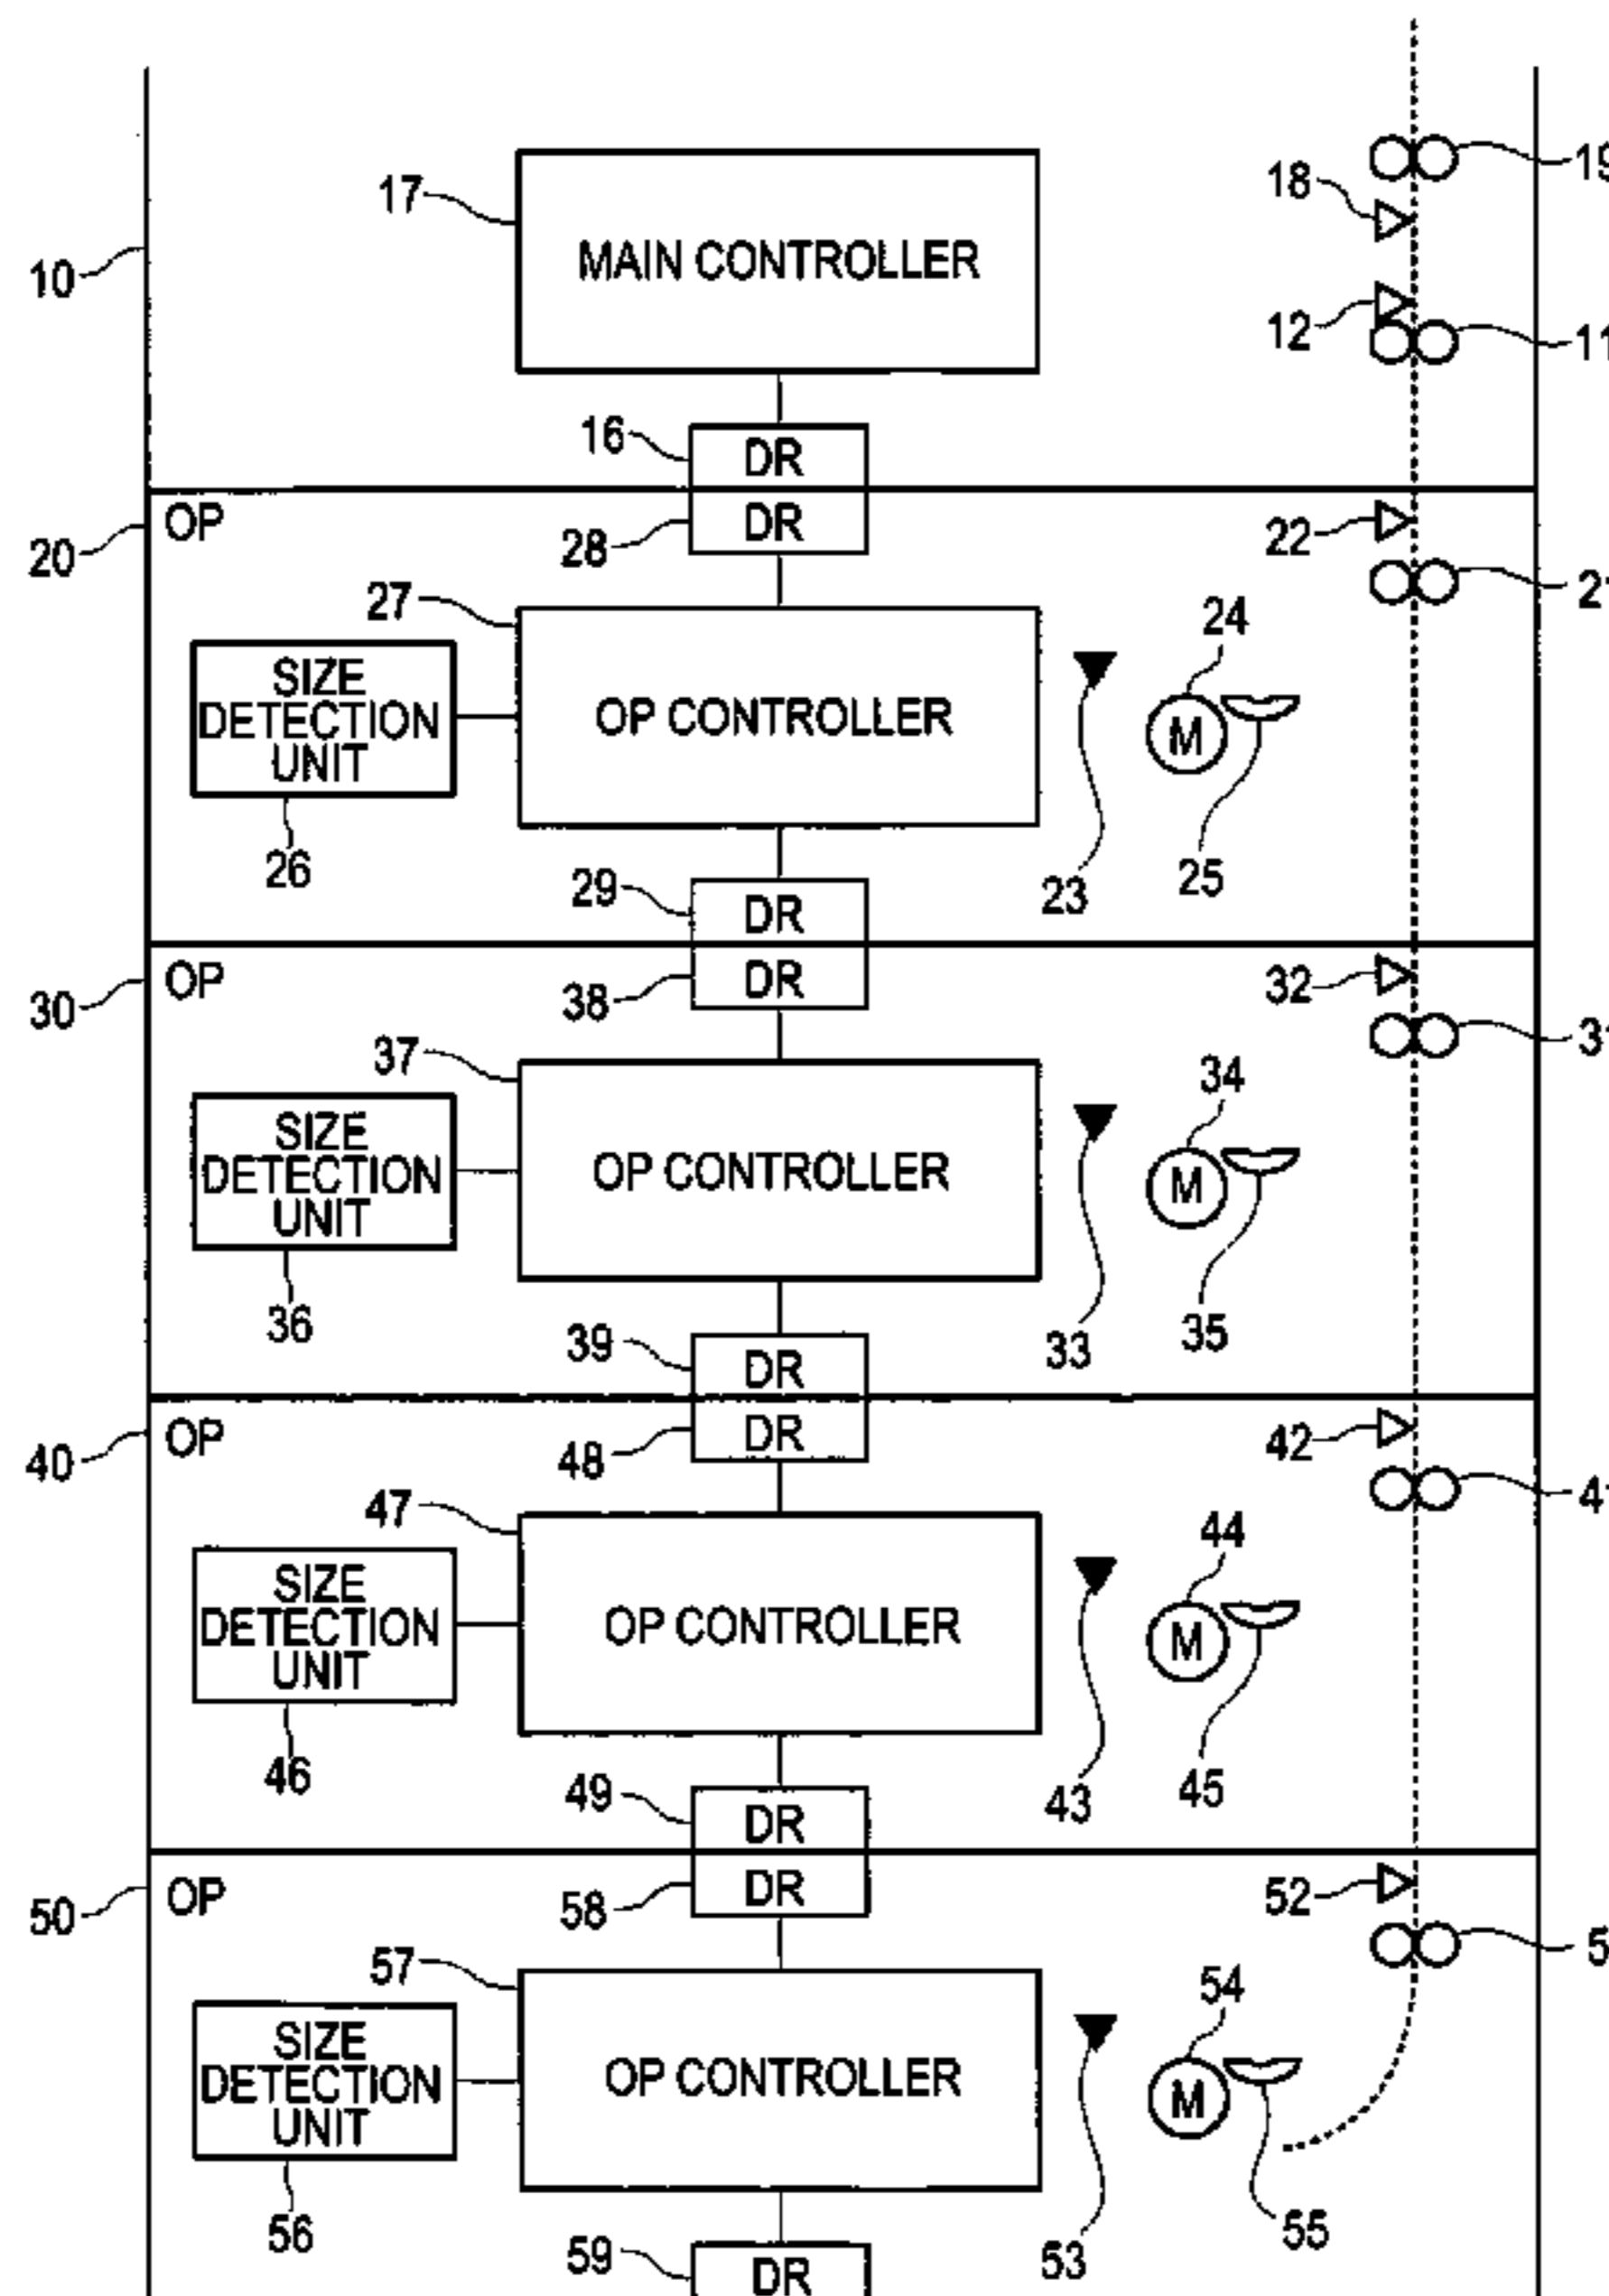 19
17
18
MAIN CONTROLLER
10
12
11
16
DR
OP
DR
22
20
28
27
24
SIZE
DETECTION
UNIT
OP CONTROLLER
M
26
23
25
29
DR
OP
DR
32
30
38
37
34
SIZE
DETECTION
UNIT
OP CONTROLLER
M
36
33
35
39
DR
OP
DR
42
40
48
47
44
SIZE
DETECTION
UNIT
OP CONTROLLER
M
46
43
45
49
DR
OP
DR
52
50
58
57
54
SIZE
DETECTION
UNIT
OP CONTROLLER
M
56
53
55
59
DR